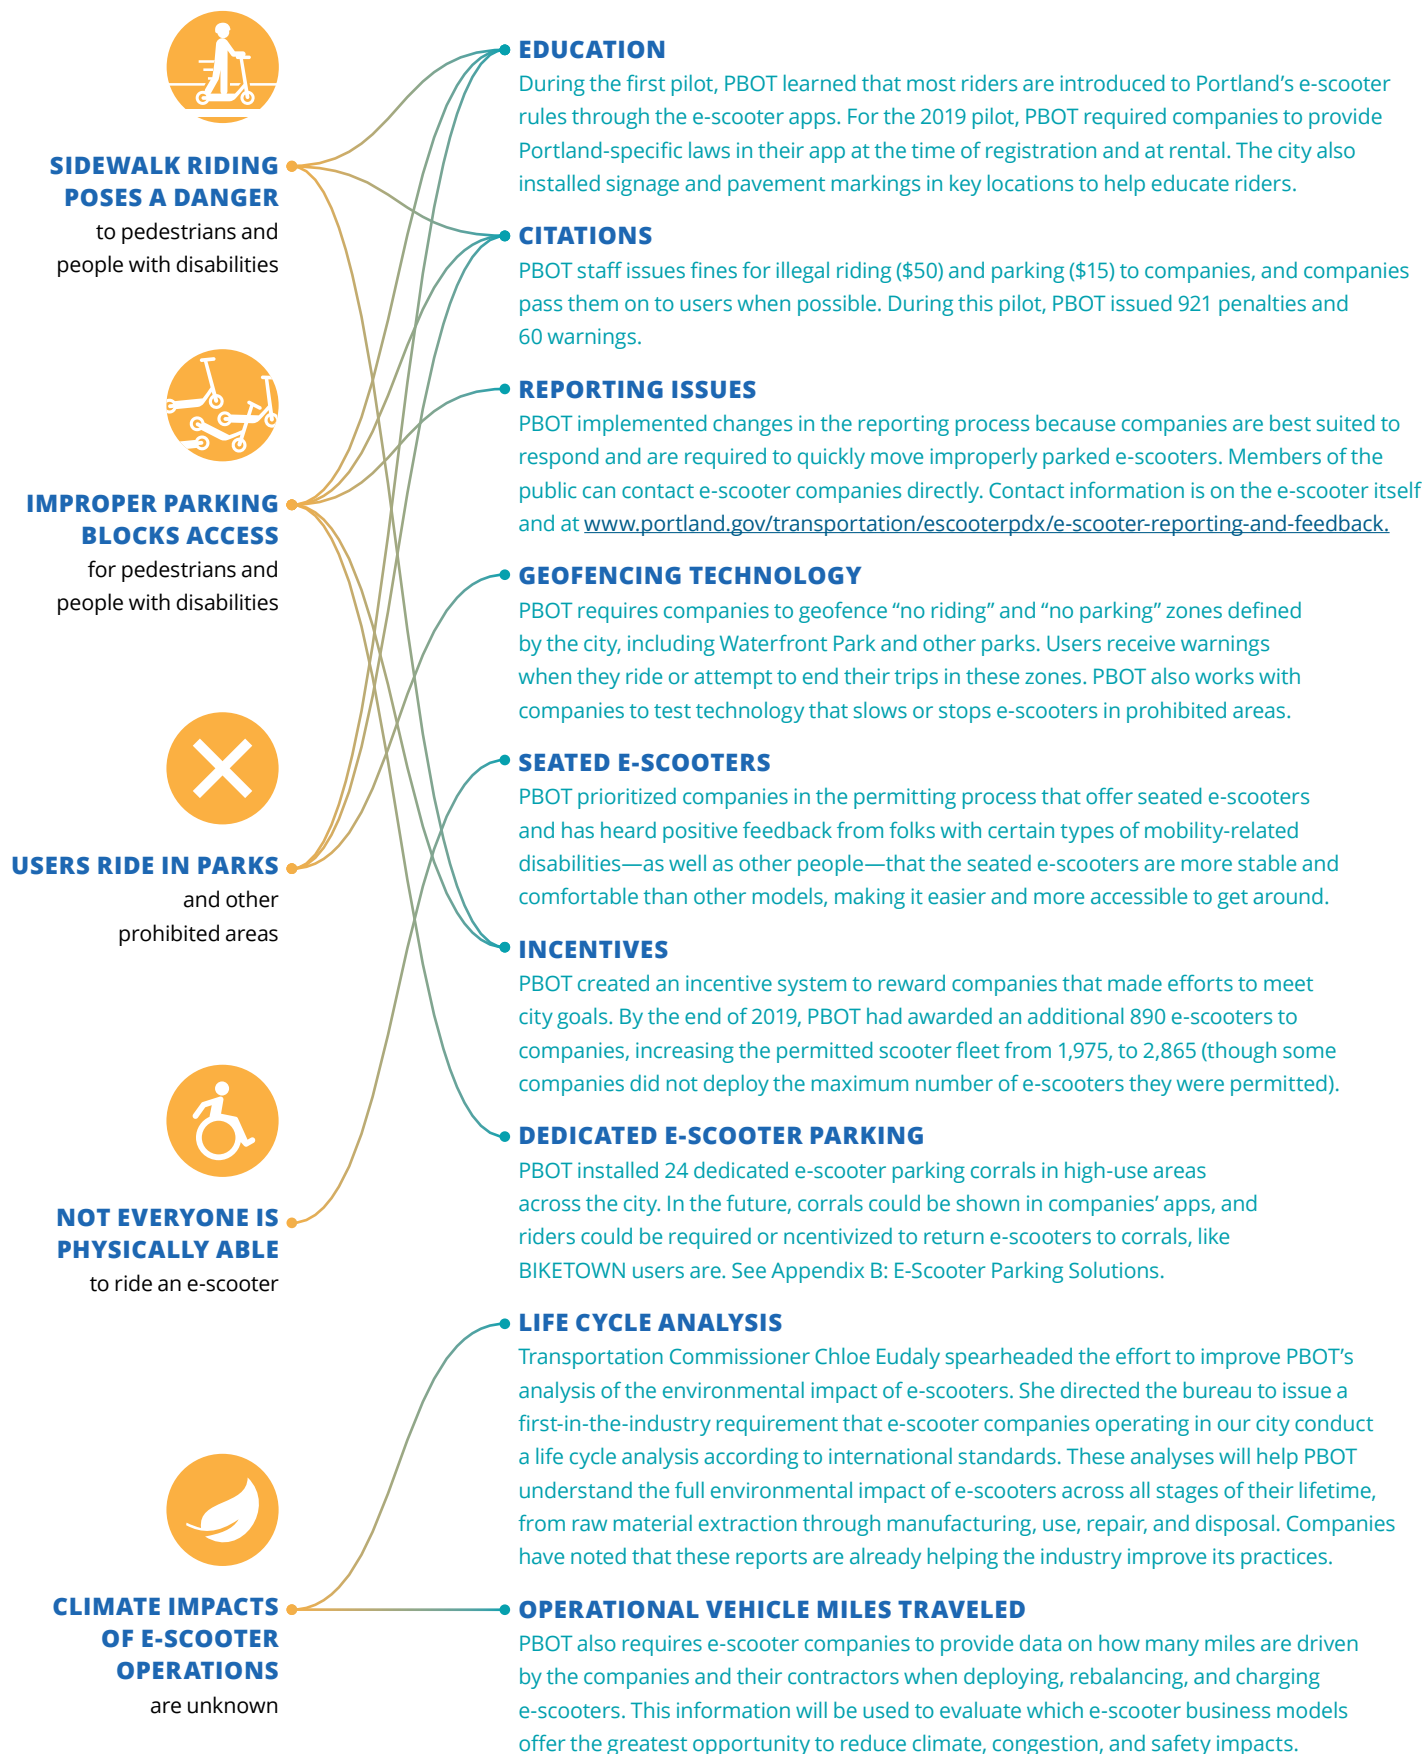 SIDEWALK RIDING
POSES A DANGER
to pedestrians and
people with disabilities
IMPROPER PARKING
BLOCKS ACCESS
for pedestrians and
people with disabilities
USERS RIDE IN PARKS
and other
prohibited areas
NOT EVERYONE IS
PHYSICALLY ABLE
to ride an e-scooter
CLIMATE IMPACTS
OF E-SCOOTER
OPERATIONS
are unknown
EDUCATION
During the first pilot, PBOT learned that most riders are introduced to Portland’s e-scooter
rules through the e-scooter apps. For the 2019 pilot, PBOT required companies to provide
Portland-specific laws in their app at the time of registration and at rental. The city also
installed signage and pavement markings in key locations to help educate riders.
CITATIONS
PBOT staff issues fines for illegal riding ($50) and parking ($15) to companies, and companies
pass them on to users when possible. During this pilot, PBOT issued 921 penalties and
60 warnings.
REPORTING ISSUES
PBOT implemented changes in the reporting process because companies are best suited to
respond and are required to quickly move improperly parked e-scooters. Members of the
public can contact e-scooter companies directly. Contact information is on the e-scooter itself
and at www.portland.gov/transportation/escooterpdx/e-scooter-reporting-and-feedback.
GEOFENCING TECHNOLOGY
PBOT requires companies to geofence “no riding” and “no parking” zones defined
by the city, including Waterfront Park and other parks. Users receive warnings
when they ride or attempt to end their trips in these zones. PBOT also works with
companies to test technology that slows or stops e-scooters in prohibited areas.
SEATED E-SCOOTERS
PBOT prioritized companies in the permitting process that offer seated e-scooters
and has heard positive feedback from folks with certain types of mobility-related
disabilities—as well as other people—that the seated e-scooters are more stable and
comfortable than other models, making it easier and more accessible to get around.
INCENTIVES
PBOT created an incentive system to reward companies that made efforts to meet
city goals. By the end of 2019, PBOT had awarded an additional 890 e-scooters to
companies, increasing the permitted scooter fleet from 1,975, to 2,865 (though some
companies did not deploy the maximum number of e-scooters they were permitted).
DEDICATED E-SCOOTER PARKING
PBOT installed 24 dedicated e-scooter parking corrals in high-use areas
across the city. In the future, corrals could be shown in companies’ apps, and
riders could be required or ncentivized to return e-scooters to corrals, like
BIKETOWN users are. See Appendix B: E-Scooter Parking Solutions.
LIFE CYCLE ANALYSIS
Transportation Commissioner Chloe Eudaly spearheaded the effort to improve PBOT’s
analysis of the environmental impact of e-scooters. She directed the bureau to issue a
first-in-the-industry requirement that e-scooter companies operating in our city conduct
a life cycle analysis according to international standards. These analyses will help PBOT
understand the full environmental impact of e-scooters across all stages of their lifetime,
from raw material extraction through manufacturing, use, repair, and disposal. Companies
have noted that these reports are already helping the industry improve its practices.
OPERATIONAL VEHICLE MILES TRAVELED
PBOT also requires e-scooter companies to provide data on how many miles are driven
by the companies and their contractors when deploying, rebalancing, and charging
e-scooters. This information will be used to evaluate which e-scooter business models
offer the greatest opportunity to reduce climate, congestion, and safety impacts.